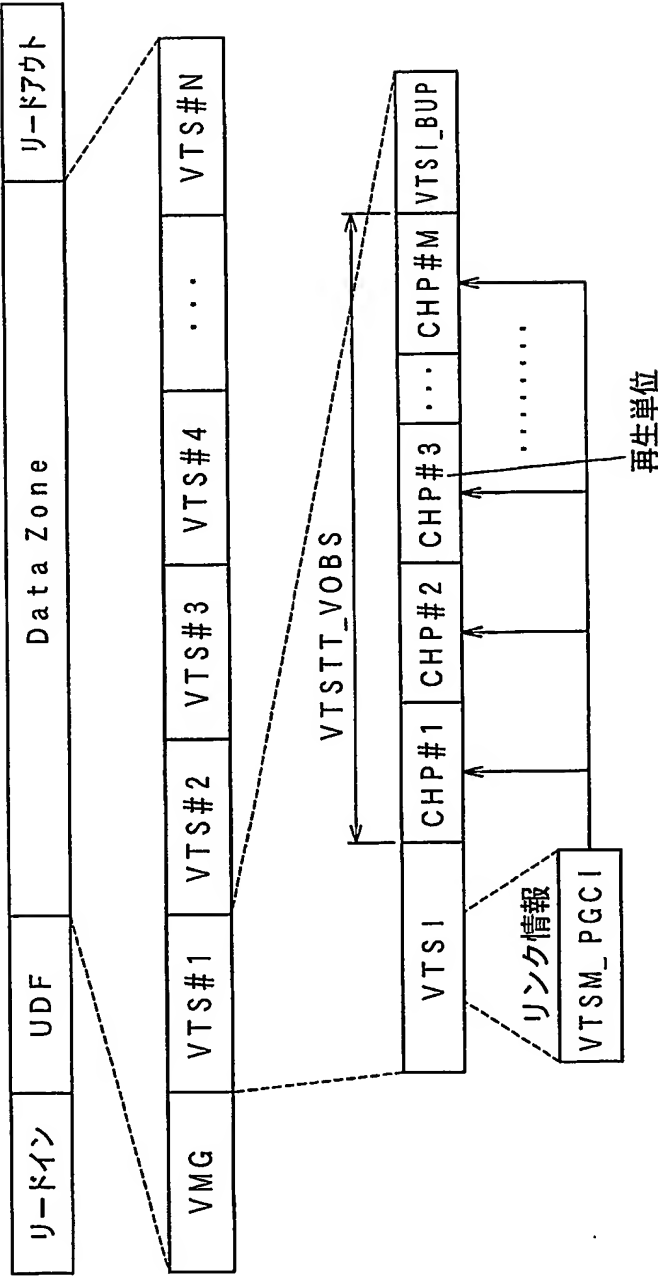 リードイン
UDF
Data Zone
リードアウト
VMG
VTS#1
VTS#2
VTS#3
VTS#4
...
VTS#N
VTSTT_VOBS
VTSI
CHP#1
CHP#2
CHP#3
...
CHP#M
VTSI_BUP
リンク情報
VTSM_PGCI
.........
再生単位